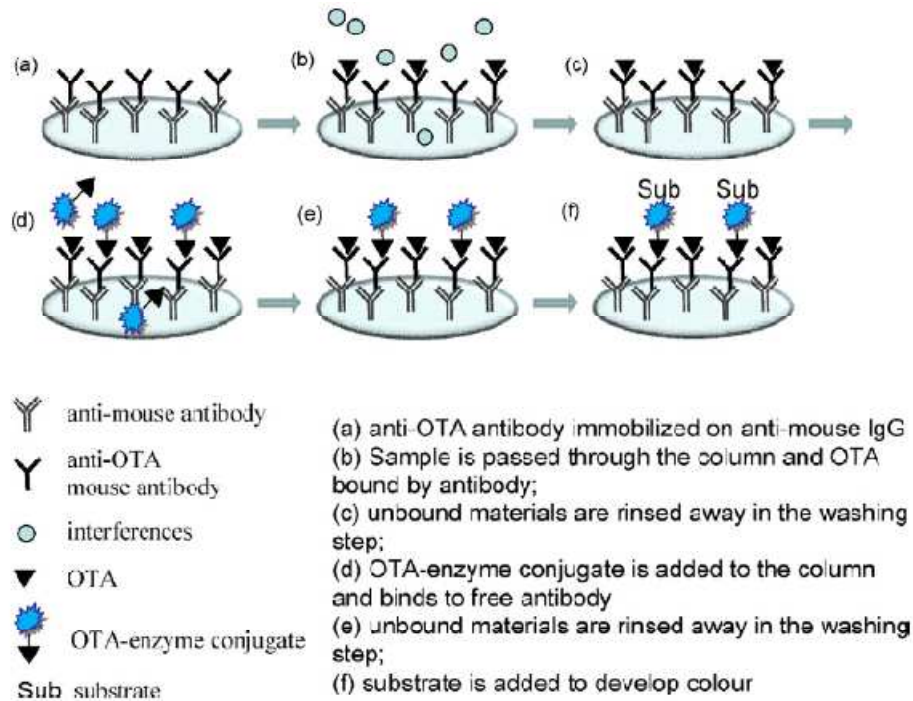 (a)
(b)
(c)
(d)
(e)
(f)
Sub
Sub
anti-mouse antibody
anti-OTA
mouse antibody
interferences
OTA
OTA-enzyme conjugate
Sub substrate
(a) anti-OTA antibody immobilized on anti-mouse IgG
(b) Sample is passed through the column and OTA
bound by antibody;
(c) unbound materials are rinsed away in the washing
step;
(d) OTA-enzyme conjugate is added to the column
and binds to free antibody
(e) unbound materials are rinsed away in the washing
step;
(f) substrate is added to develop colour